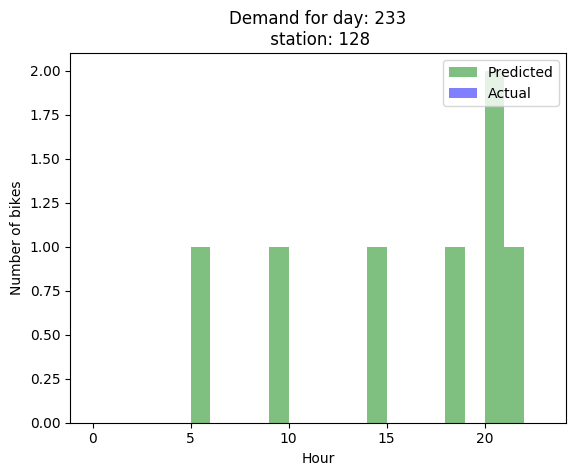 Demand for day: 233
station: 128
Predicted
Actual
2.00
1.75
1.50
1.25
1.00
0.75
0.50
0.25
0.00
Number of bikes
0 5 10 15 20
Hour